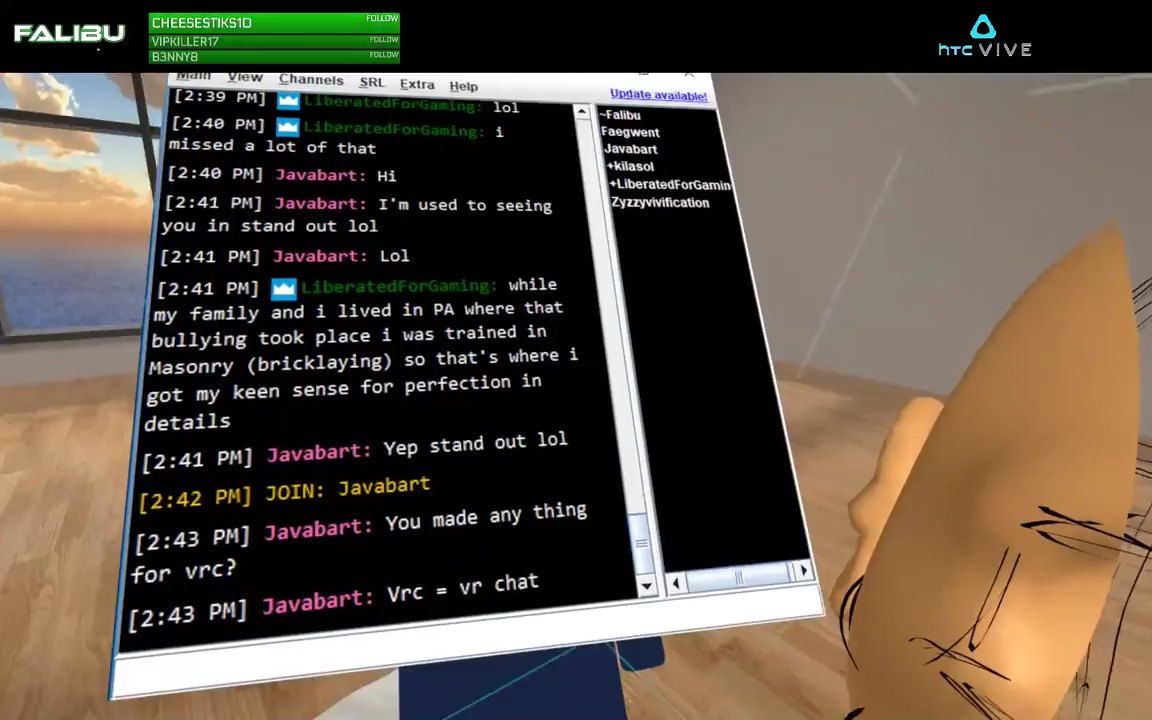 FALIBU
CHEESESTIKS10 FOLLOW
VIPKILLER17 FOLLOW
B3NNY8 FOLLOW
hTC VIVE
Main View Channels SRL Extra Help
Update available!
[2:39 PM] LiberatedForGaming: lol
[2:40 PM] LiberatedForGaming: i
missed a lot of that
[2:40 PM] Javabart: Hi
[2:41 PM] Javabart: I'm used to seeing
you in stand out lol
[2:41 PM] Javabart: Lol
[2:41 PM] LiberatedForGaming: while
my family and i lived in PA where that
bullying took place i was trained in
Masonry (bricklaying) so that's where i
got my keen sense for perfection in
details
[2:41 PM] Javabart: Yep stand out lol
[2:42 PM] JOIN: Javabart
[2:43 PM] Javabart: You made any thing
for vrc?
[2:43 PM] Javabart: Vrc = vr chat
~Falibu
Faegwent
Javabart
+kilasol
+LiberatedForGamin
Zyzzyvivification